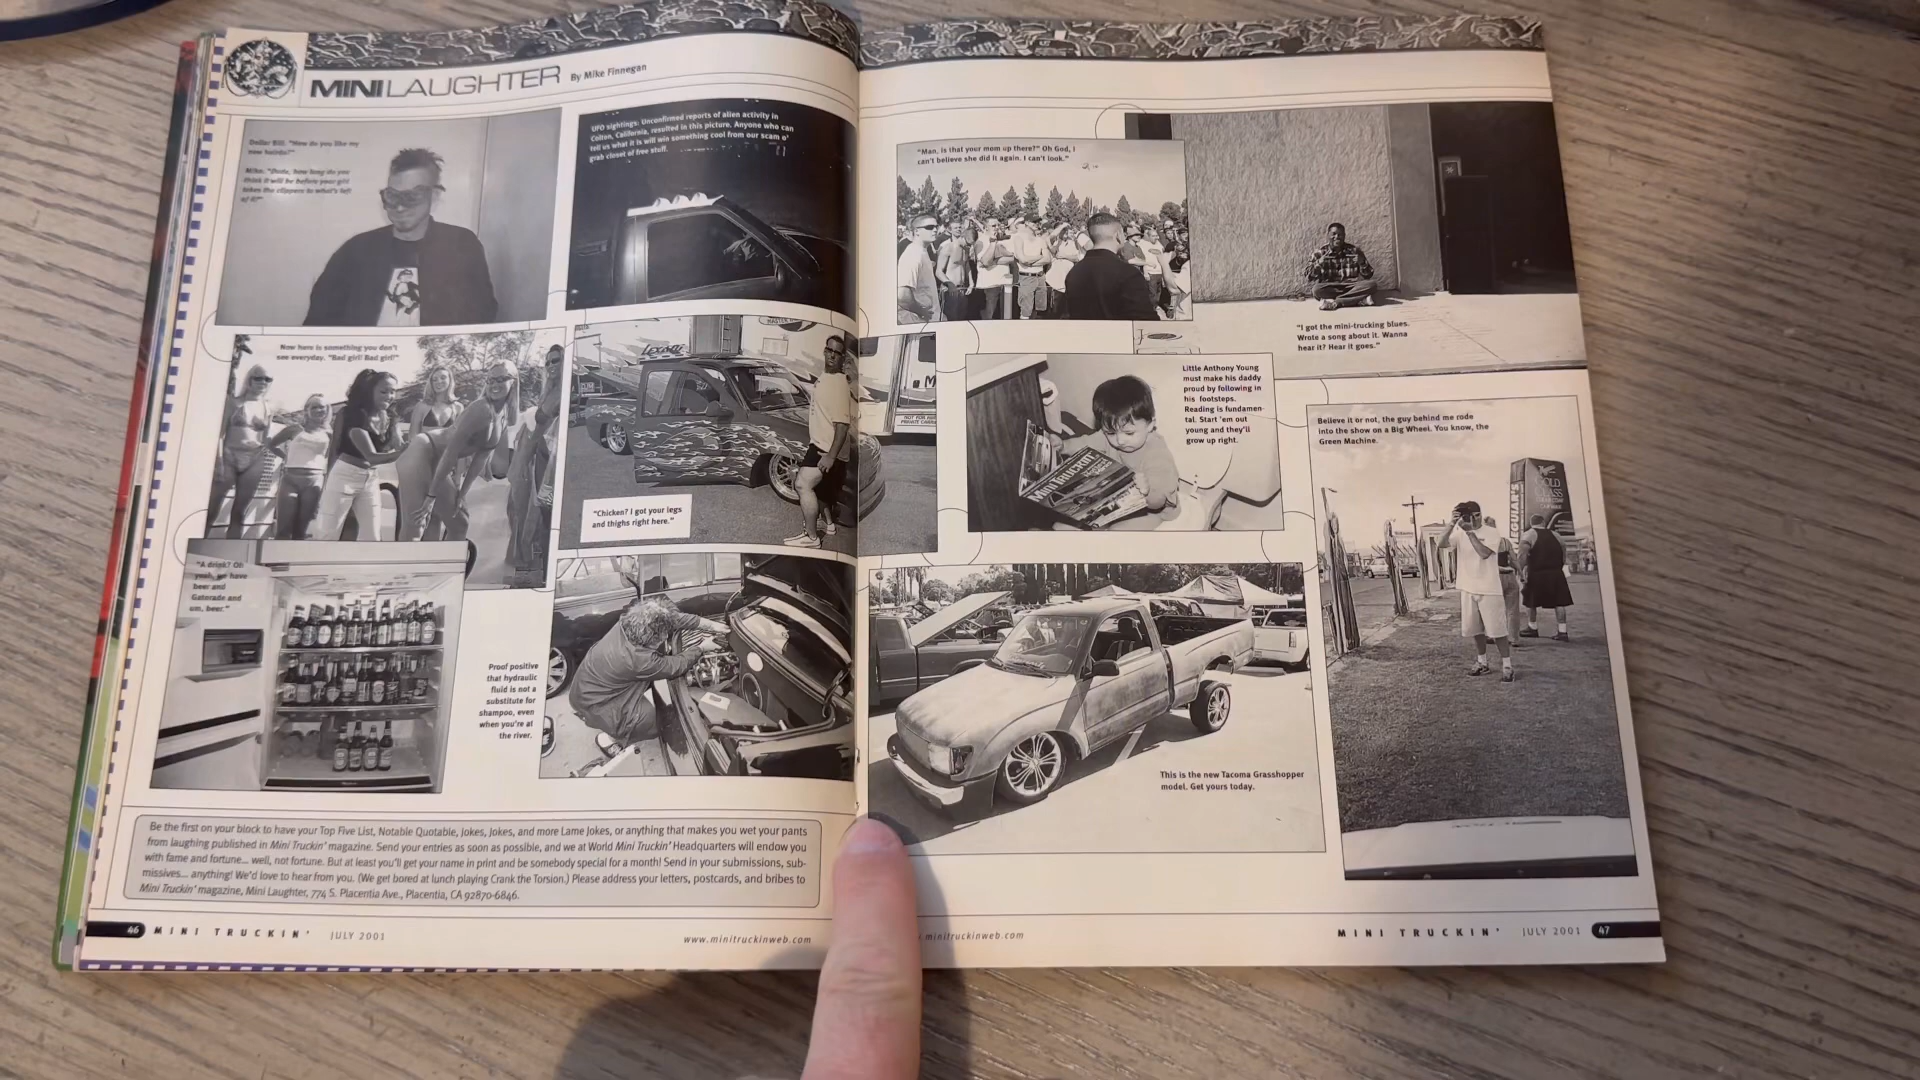 MINI LAUGHTER By Mike Finnegan
Dollar Bill: "How do you like my
new hairdo?"
Mike: "Dude, how long do you
think it will be before your girl
takes the clippers to what's left
of it?"
UFO sightings: Unconfirmed reports of alien activity in
Colton, California, resulted in this picture. Anyone who can
tell us what it is will win something cool from our scam o'
grab closet of free stuff.
Now here is something you don't
see everyday. "Bad girl! Bad girl!"
"Chicken? I got your legs
and thighs right here."
"A drink? Oh
yeah, we have
beer and
Gatorade and
um, beer."
Proof positive
that hydraulic
fluid is not a
substitute for
shampoo, even
when you're at
the river.
Be the first on your block to have your Top Five List, Notable Quotable, Jokes, Jokes, and more Lame Jokes, or anything that makes you wet your pants
from laughing published in Mini Truckin' magazine. Send your entries as soon as possible, and we at World Mini Truckin' Headquarters will endow you
with fame and fortune... well, not fortune. But at least you'll get your name in print and be somebody special for a month! Send in your submissions, sub-
missives... anything! We'd love to hear from you. (We get bored at lunch playing Crank the Torsion.) Please address your letters, postcards, and bribes to
Mini Truckin' magazine, Mini Laughter, 774 S. Placentia Ave., Placentia, CA 92870-6846.
46 MINI TRUCKIN' JULY 2001
www.minitruckinweb.com
"Man, is that your mom up there?" Oh God, I
can't believe she did it again. I can't look."
"I got the mini-trucking blues.
Wrote a song about it. Wanna
hear it? Hear it goes."
Little Anthony Young
must make his daddy
proud by following in
his footsteps.
Reading is fundamen-
tal. Start 'em out
young and they'll
grow up right.
MINI TRUCKIN'
Believe it or not, the guy behind me rode
into the show on a Big Wheel. You know, the
Green Machine.
GOLD
CLASS
EGUIAR'S
NOT FOR HIRE
This is the new Tacoma Grasshopper
model. Get yours today.
minitruckinweb.com
MINI TRUCKIN' JULY 2001 47